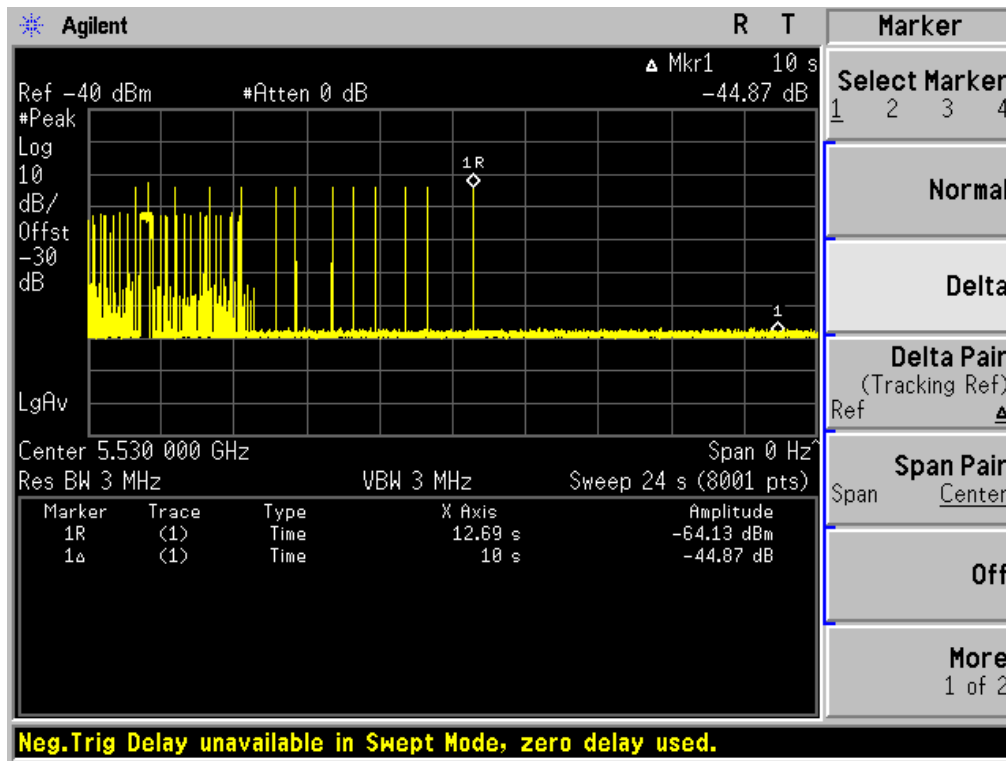 Agilent R T Marker
▵ Mkr1 10 s
Ref -40 dBm #Atten 0 dB -44.87 dB
#Peak
Log
10
dB/
Offst
-30
dB
1R
1
LgAv
Center 5.530 000 GHz Span 0 Hz^
Res BW 3 MHz VBW 3 MHz Sweep 24 s (8001 pts)
Marker Trace Type X Axis Amplitude
1R (1) Time 12.69 s -64.13 dBm
1▵ (1) Time 10 s -44.87 dB
Select Marker
1 2 3 4
Normal
Delta
Delta Pair
(Tracking Ref)
Ref ▵
Span Pair
Span Center
Off
More
1 of 2
Neg.Trig Delay unavailable in Swept Mode, zero delay used.